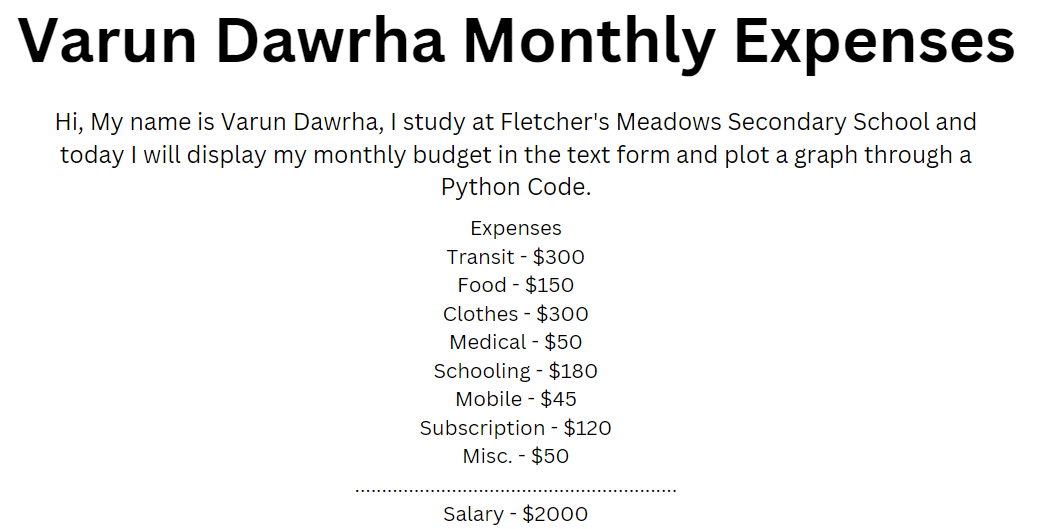 Varun Dawrha Monthly Expenses
Hi, My name is Varun Dawrha, I study at Fletcher's Meadows Secondary School and
today I will display my monthly budget in the text form and plot a graph through a
Python Code.
Expenses
Transit - $300
Food - $150
Clothes - $300
Medical - $50
Schooling - $180
Mobile - $45
Subscription - $120
Misc. - $50
............................................................
Salary - $2000